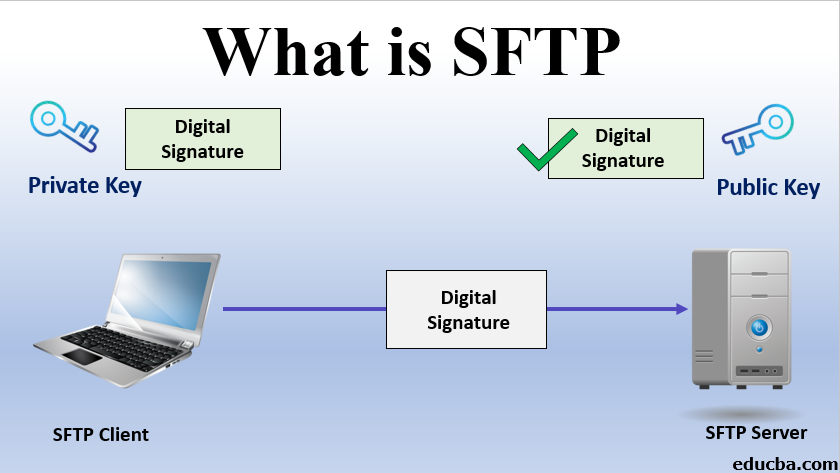 What is SFTP
Digital
Signature
Digital
Signature
Private Key
Public Key
Digital
Signature
SFTP Client
SFTP Server
educba.com